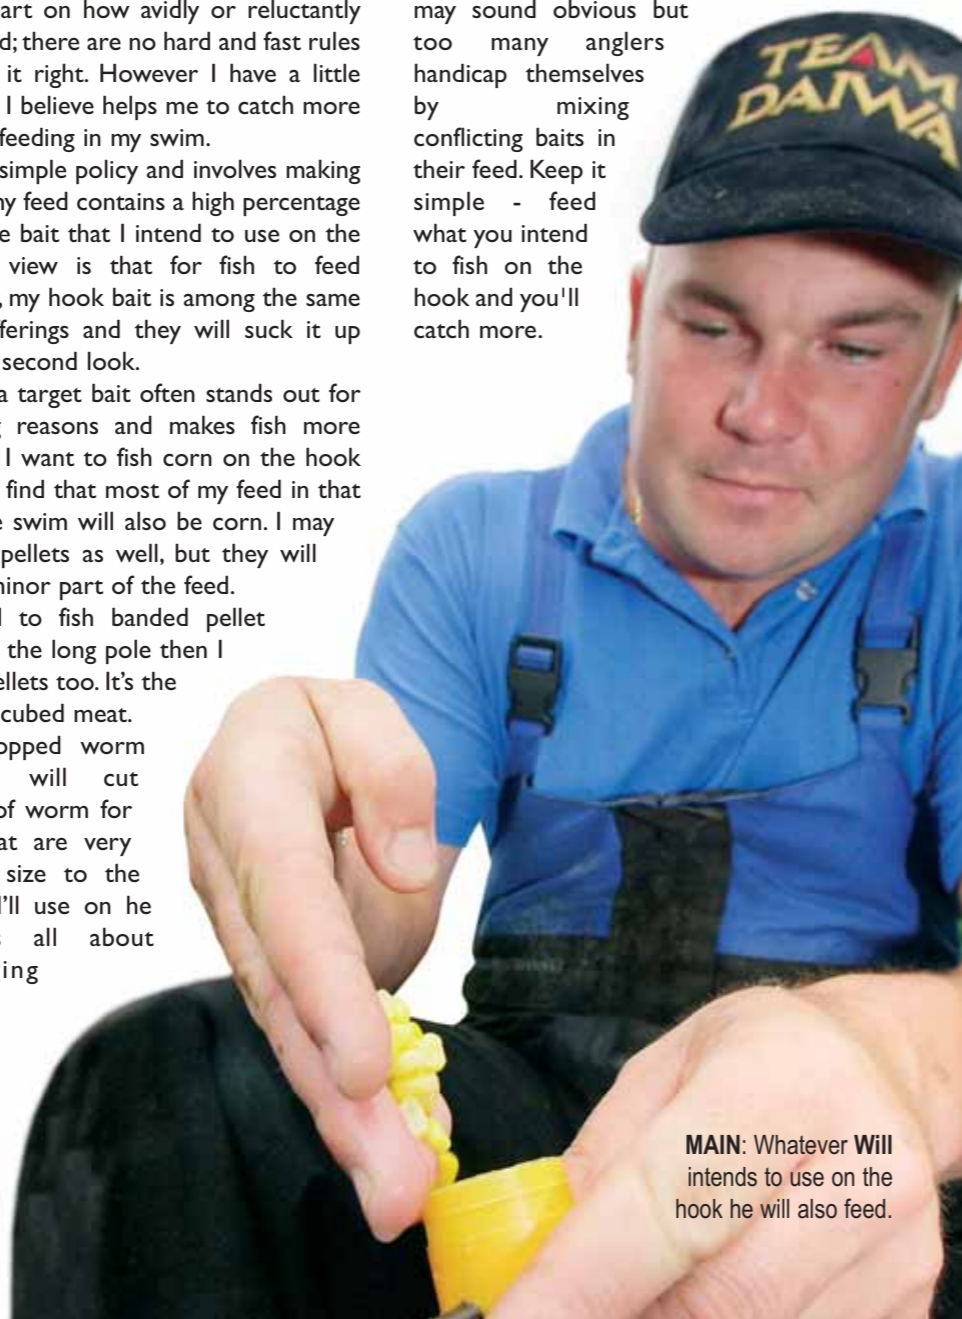 art on how avidly or reluctantly
d; there are no hard and fast rules
it right. However I have a little
I believe helps me to catch more
feeding in my swim.
simple policy and involves making
y feed contains a high percentage
e bait that I intend to use on the
view is that for fish to feed
, my hook bait is among the same
fferings and they will suck it up
second look.
a target bait often stands out for
g reasons and makes fish more
I want to fish corn on the hook
find that most of my feed in that
e swim will also be corn. I may
pellets as well, but they will
minor part of the feed.
l to fish banded pellet
the long pole then I
ellets too. It’s the
cubed meat.
opped worm
will cut
of worm for
at are very
size to the
I’ll use on he
s all about
ing
may sound obvious but
too many anglers
handicap themselves
by mixing
conflicting baits in
their feed. Keep it
simple - feed
what you intend
to fish on the
hook and you'll
catch more.
TEAM
DAIWA
MAIN: Whatever Will
intends to use on the
hook he will also feed.